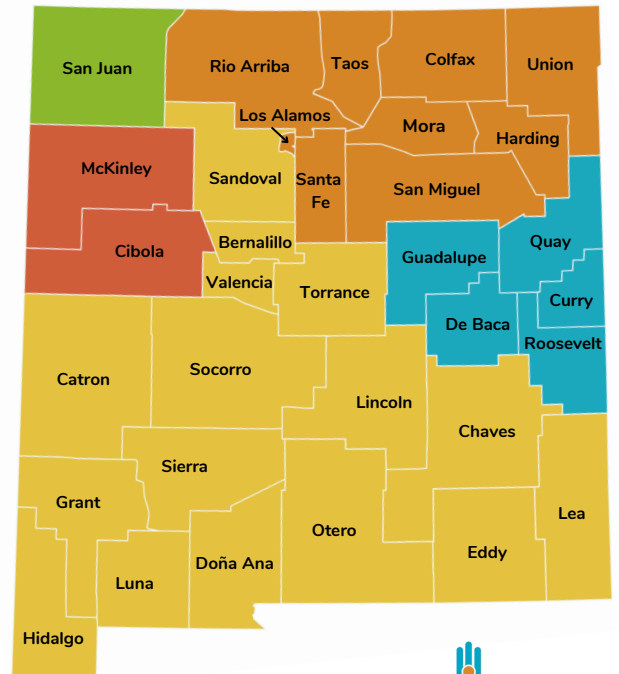 San Juan
Rio Arriba
Taos
Colfax
Union
Los Alamos
Mora
Harding
McKinley
Sandoval
Santa
Fe
San Miguel
Cibola
Bernalillo
Guadalupe
Quay
Valencia
Torrance
Curry
De Baca
Roosevelt
Catron
Socorro
Lincoln
Chaves
Sierra
Grant
Lea
Otero
Eddy
Doña Ana
Luna
Hidalgo